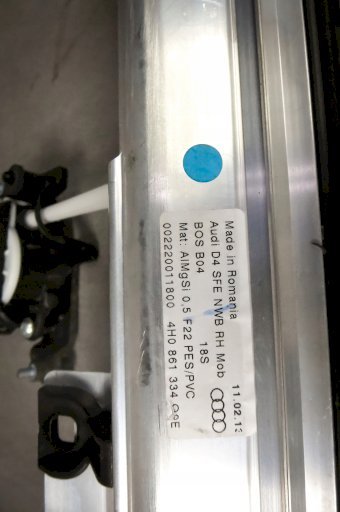 Made in Romania 11.02.13
Audi D4 SFE NWB RH Mob
BOS B04 18S
Mat: AlMgSi 0,5 F22 PES/PVC
002220011800 4H0 861 334